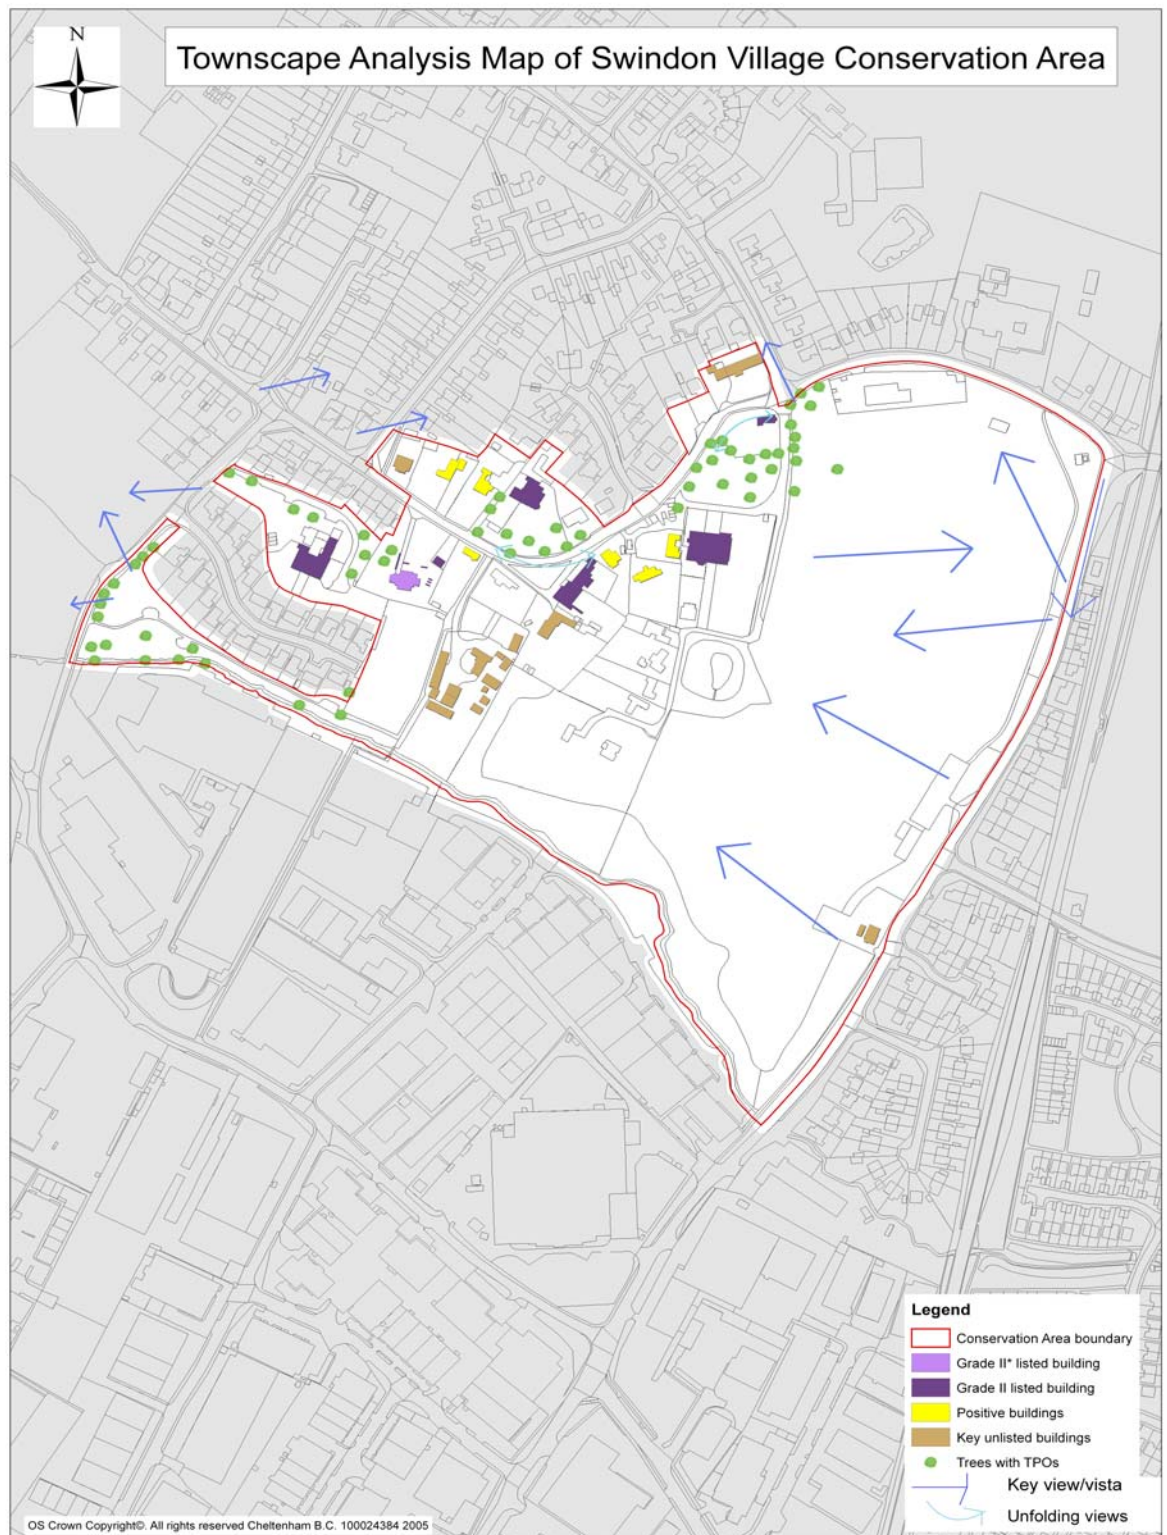 N
Townscape Analysis Map of Swindon Village Conservation Area
Legend
Conservation Area boundary
Grade II* listed building
Grade II listed building
Positive buildings
Key unlisted buildings
Trees with TPOs
Key view/vista
Unfolding views
OS Crown Copyright©. All rights reserved Cheltenham B.C. 100024384 2005